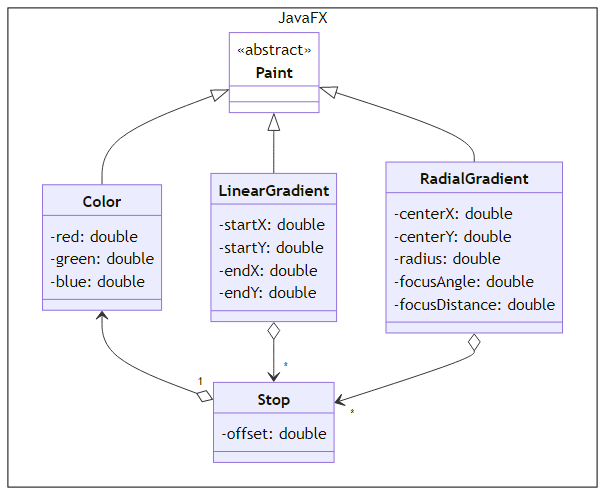 JavaFX
«abstract»
Paint
Color
-red: double
-green: double
-blue: double
LinearGradient
-startX: double
-startY: double
-endX: double
-endY: double
RadialGradient
-centerX: double
-centerY: double
-radius: double
-focusAngle: double
-focusDistance: double
1
*
*
Stop
-offset: double